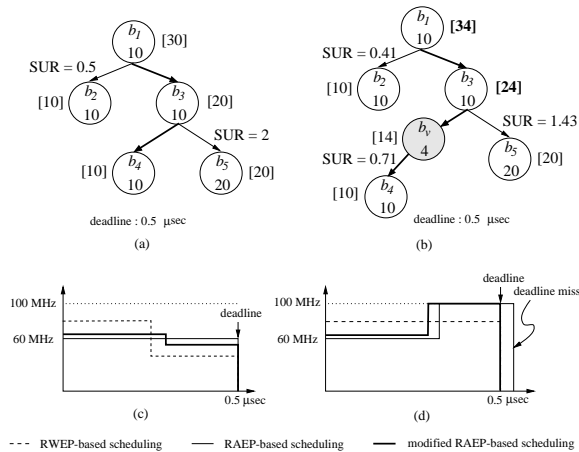 b1
10
[30]
SUR = 0.5
[10]
b2
10
b3
10
[20]
SUR = 2
[10]
b4
10
b5
20
[20]
deadline : 0.5 μsec
(a)
b1
10
[34]
SUR = 0.41
[10]
b2
10
b3
10
[24]
SUR = 1.43
[14]
bv
4
SUR = 0.71
b5
20
[20]
[10]
b4
10
deadline : 0.5 μsec
(b)
100 MHz
60 MHz
deadline
0.5 μsec
(c)
100 MHz
60 MHz
deadline
deadline miss
0.5 μsec
(d)
RWEP-based scheduling
RAEP-based scheduling
modified RAEP-based scheduling